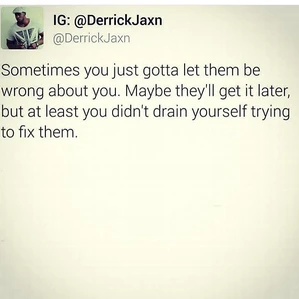 IG: @DerrickJaxn
@DerrickJaxn
Sometimes you just gotta let them be
wrong about you. Maybe they'll get it later,
but at least you didn't drain yourself trying
to fix them.